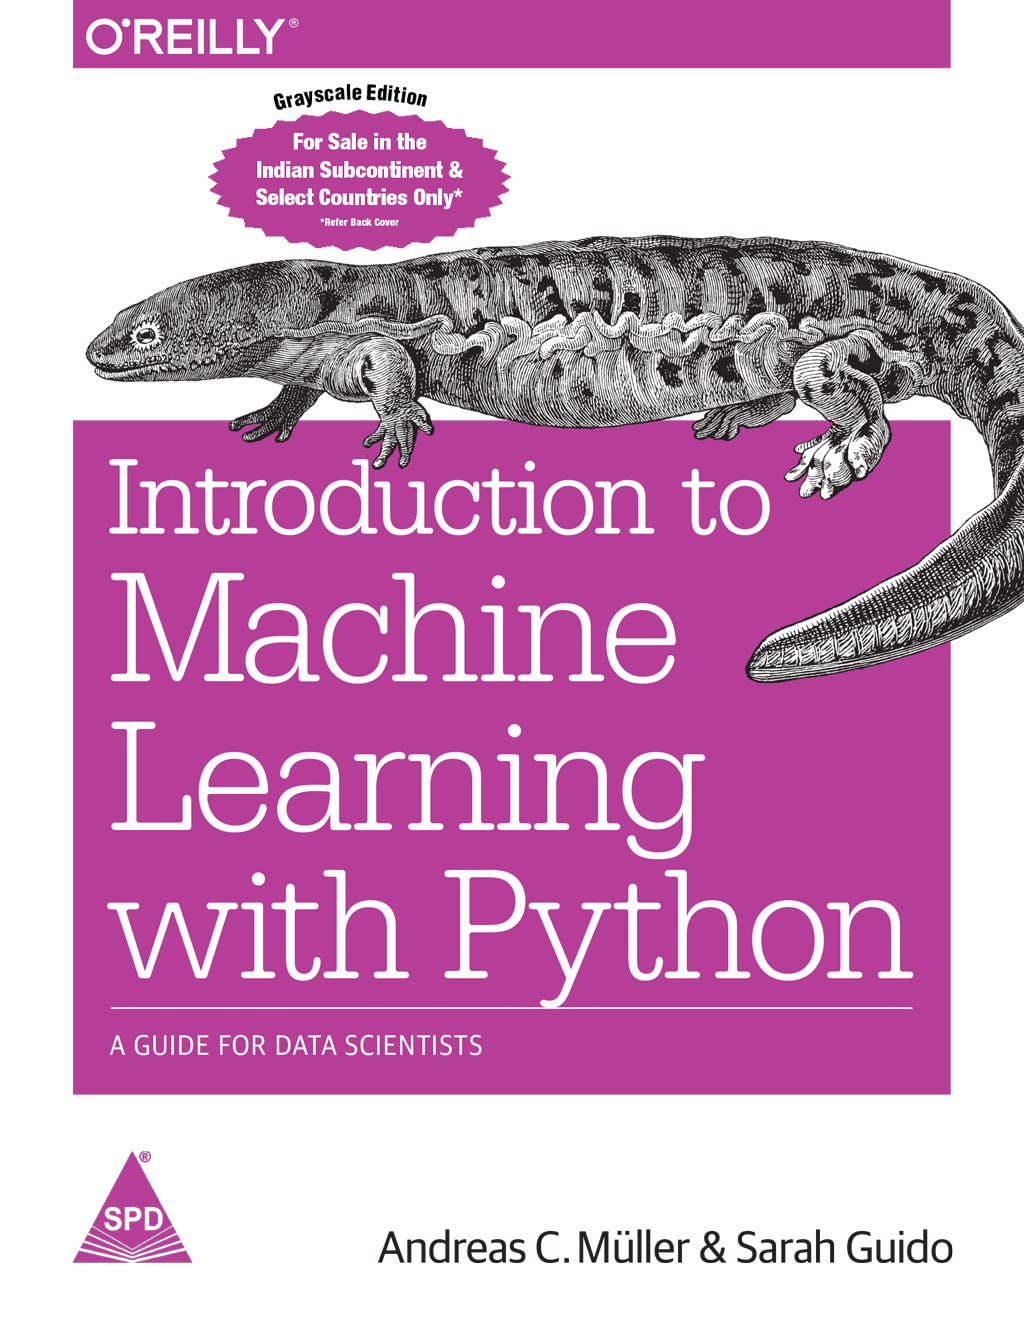 O'REILLY®
Grayscale Edition
For Sale in the
Indian Subcontinent &
Select Countries Only*
*Refer Back Cover
Introduction to
Machine
Learning
with Python
A GUIDE FOR DATA SCIENTISTS
®
SPD
Andreas C. Müller & Sarah Guido